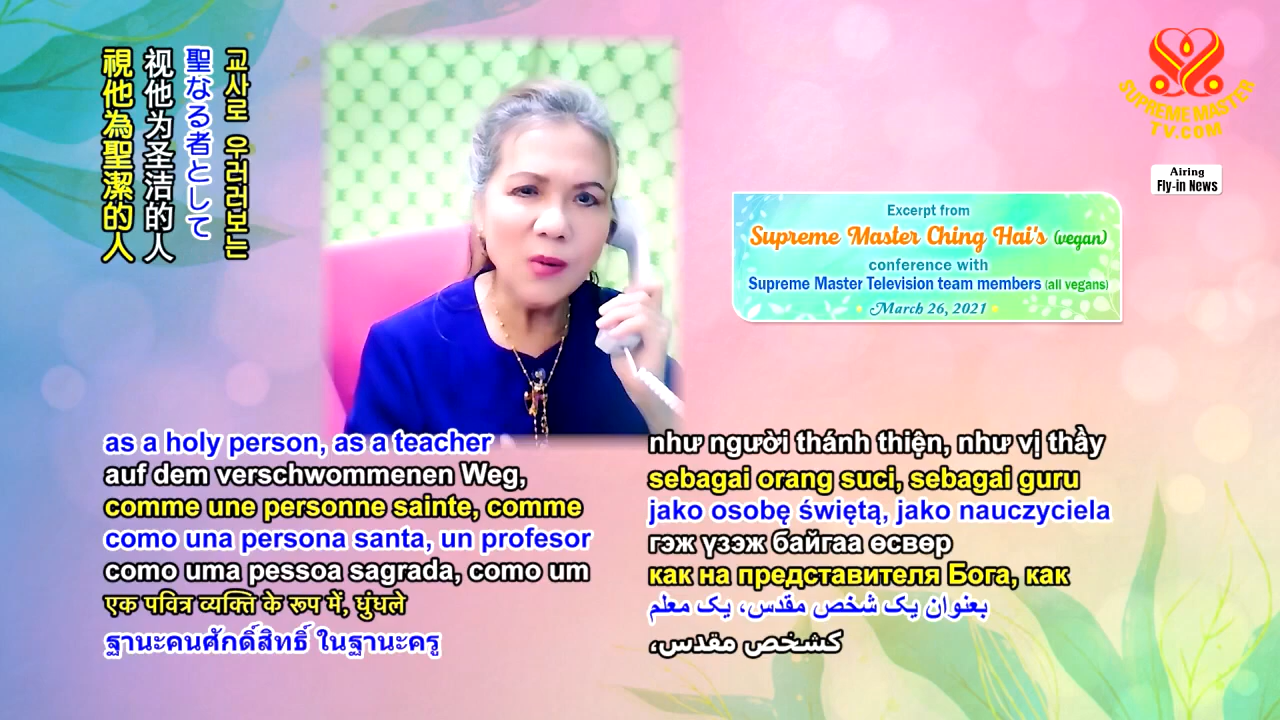 視他為聖潔的人
视他为圣洁的人
聖なる者として
교사로 우러러보는
SUPREME MASTER
TV.COM
Airing
Fly-in News
Excerpt from
Supreme Master Ching Hai's (vegan)
conference with
Supreme Master Television team members (all vegans)
March 26, 2021
as a holy person, as a teacher
auf dem verschwommenen Weg,
comme une personne sainte, comme
como una persona santa, un profesor
como uma pessoa sagrada, como um
एक पवित्र व्यक्ति के रूप में, धुंधले
ฐานะคนศักดิ์สิทธิ์ ในฐานะครู
như người thánh thiện, như vị thầy
sebagai orang suci, sebagai guru
jako osobę świętą, jako nauczyciela
гэж үзэж байгаа өсвөр
как на представителя Бога, как
بعنوان یک شخص مقدس، یک معلم
كشخص مقدس،